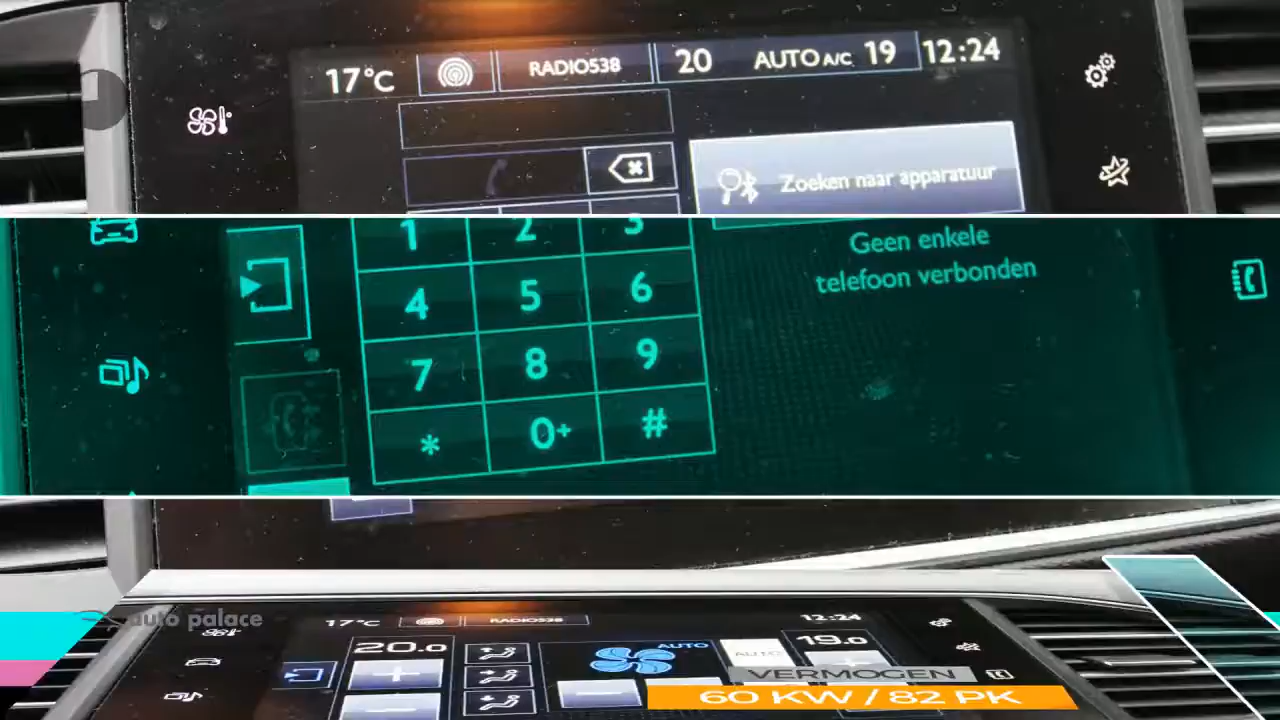 17°C RADIO538 20 AUTO A/C 19 12:24
Zoeken naar apparatuur
1 2 3
Geen enkele
telefoon verbonden
4 5 6
7 8 9
* 0+ #
auto palace
17°C RADIO538 12:24
20.0 AUTO AUTO 19.0
VERMOGEN
60 KW / 82 PK